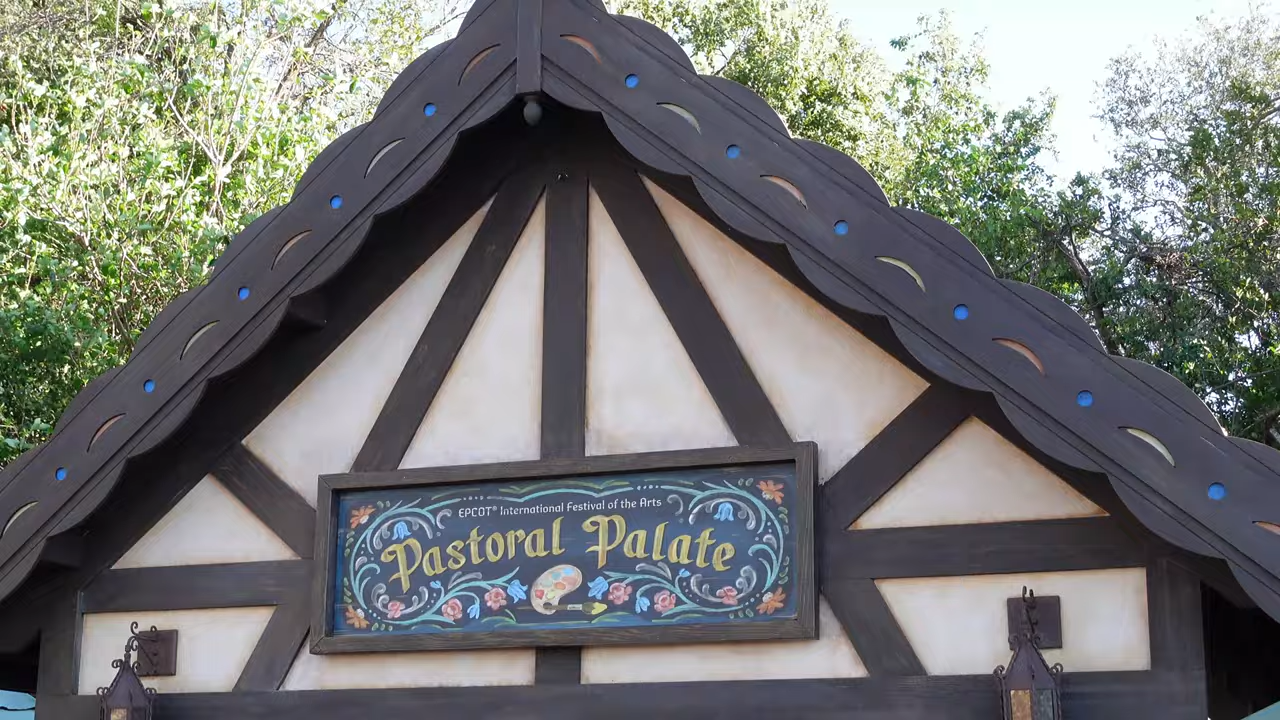 EPCOT® International Festival of the Arts
Pastoral Palate